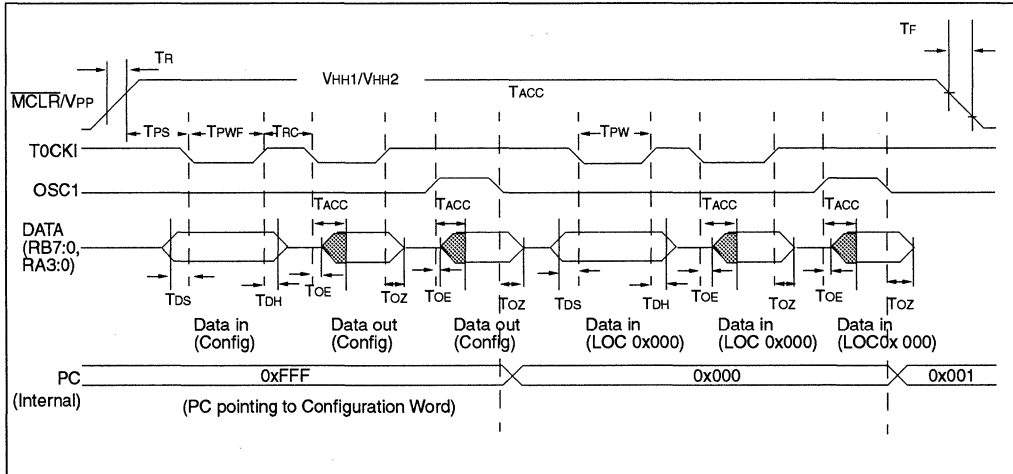 TF
TR
VHH1/VHH2
MCLR/VPP
TACC
TPS TPWF TRC TPW
T0CKI
OSC1
TACC TACC TACC TACC
DATA
(RB7:0,
RA3:0)
TDS TDH TOE TOZ TOE TOZ TDS TDH TOE TOZ TOE TOZ
Data in Data out Data out Data in Data in Data in
(Config) (Config) (Config) (LOC 0x000) (LOC 0x000) (LOC0x 000)
PC 0xFFF 0x000 0x001
(Internal) (PC pointing to Configuration Word)